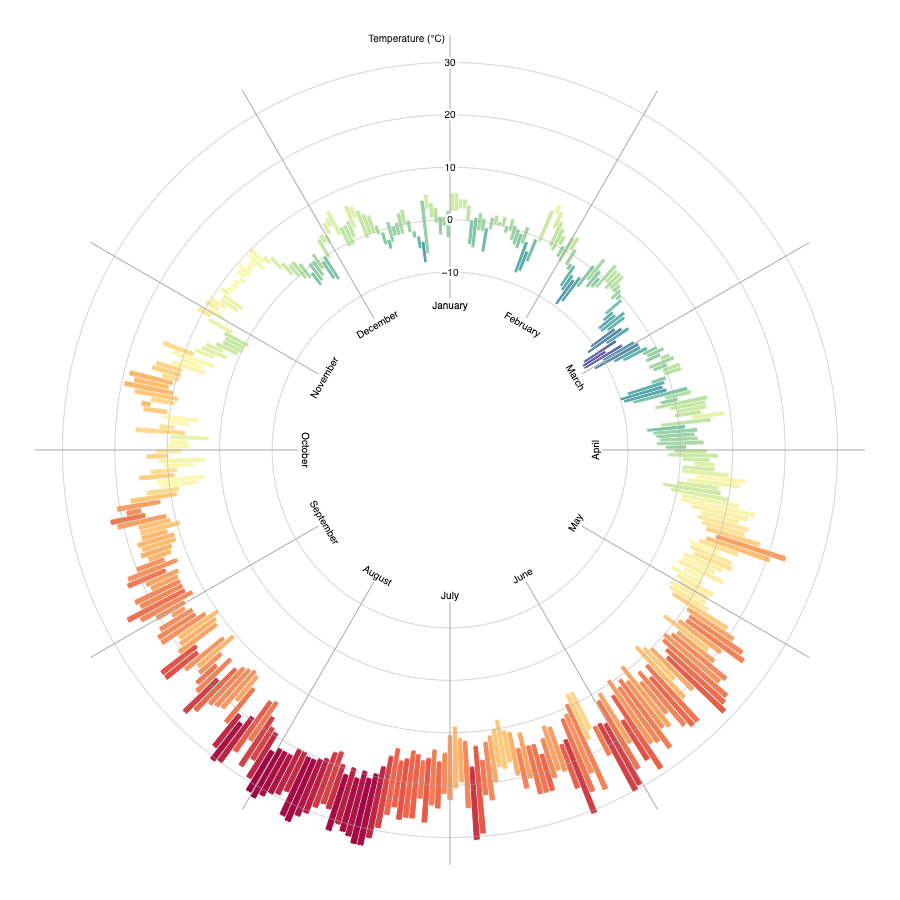 Temperature (°C)
30
20
10
0
−10
January
February
March
April
May
June
July
August
September
October
November
December